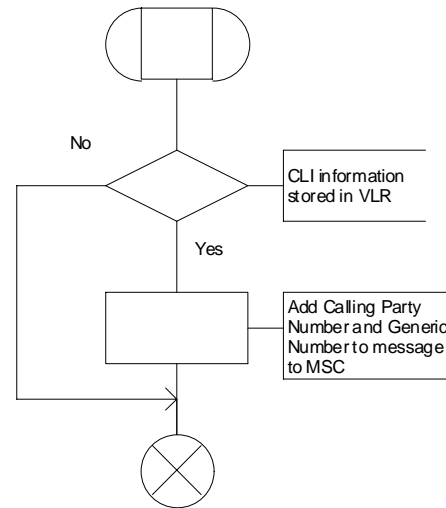 No
CLI information
stored in VLR
Yes
Add Calling Party
Number and Generic
Number to message
to MSC